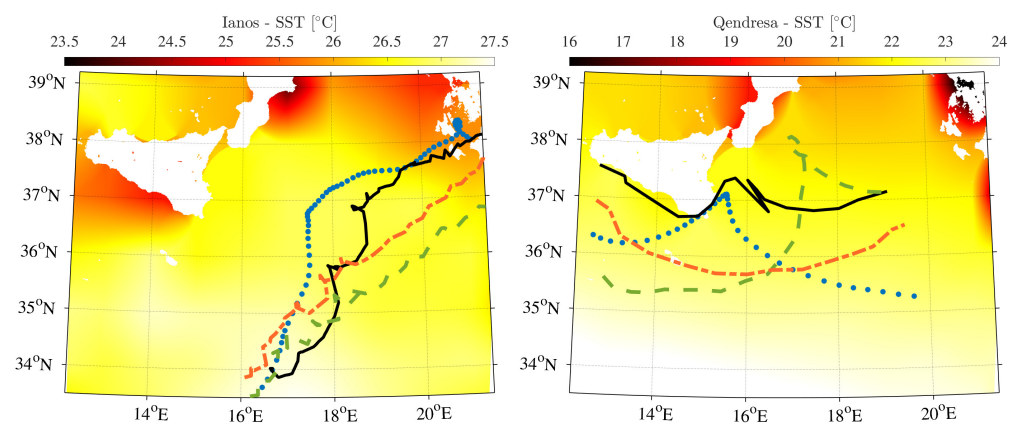 Ianos - SST [°C]
23.5 24 24.5 25 25.5 26 26.5 27 27.5
39°N
38°N
37°N
36°N
35°N
34°N
14°E 16°E 18°E 20°E
Qendresa - SST [°C]
16 17 18 19 20 21 22 23 24
39°N
38°N
37°N
36°N
35°N
34°N
14°E 16°E 18°E 20°E